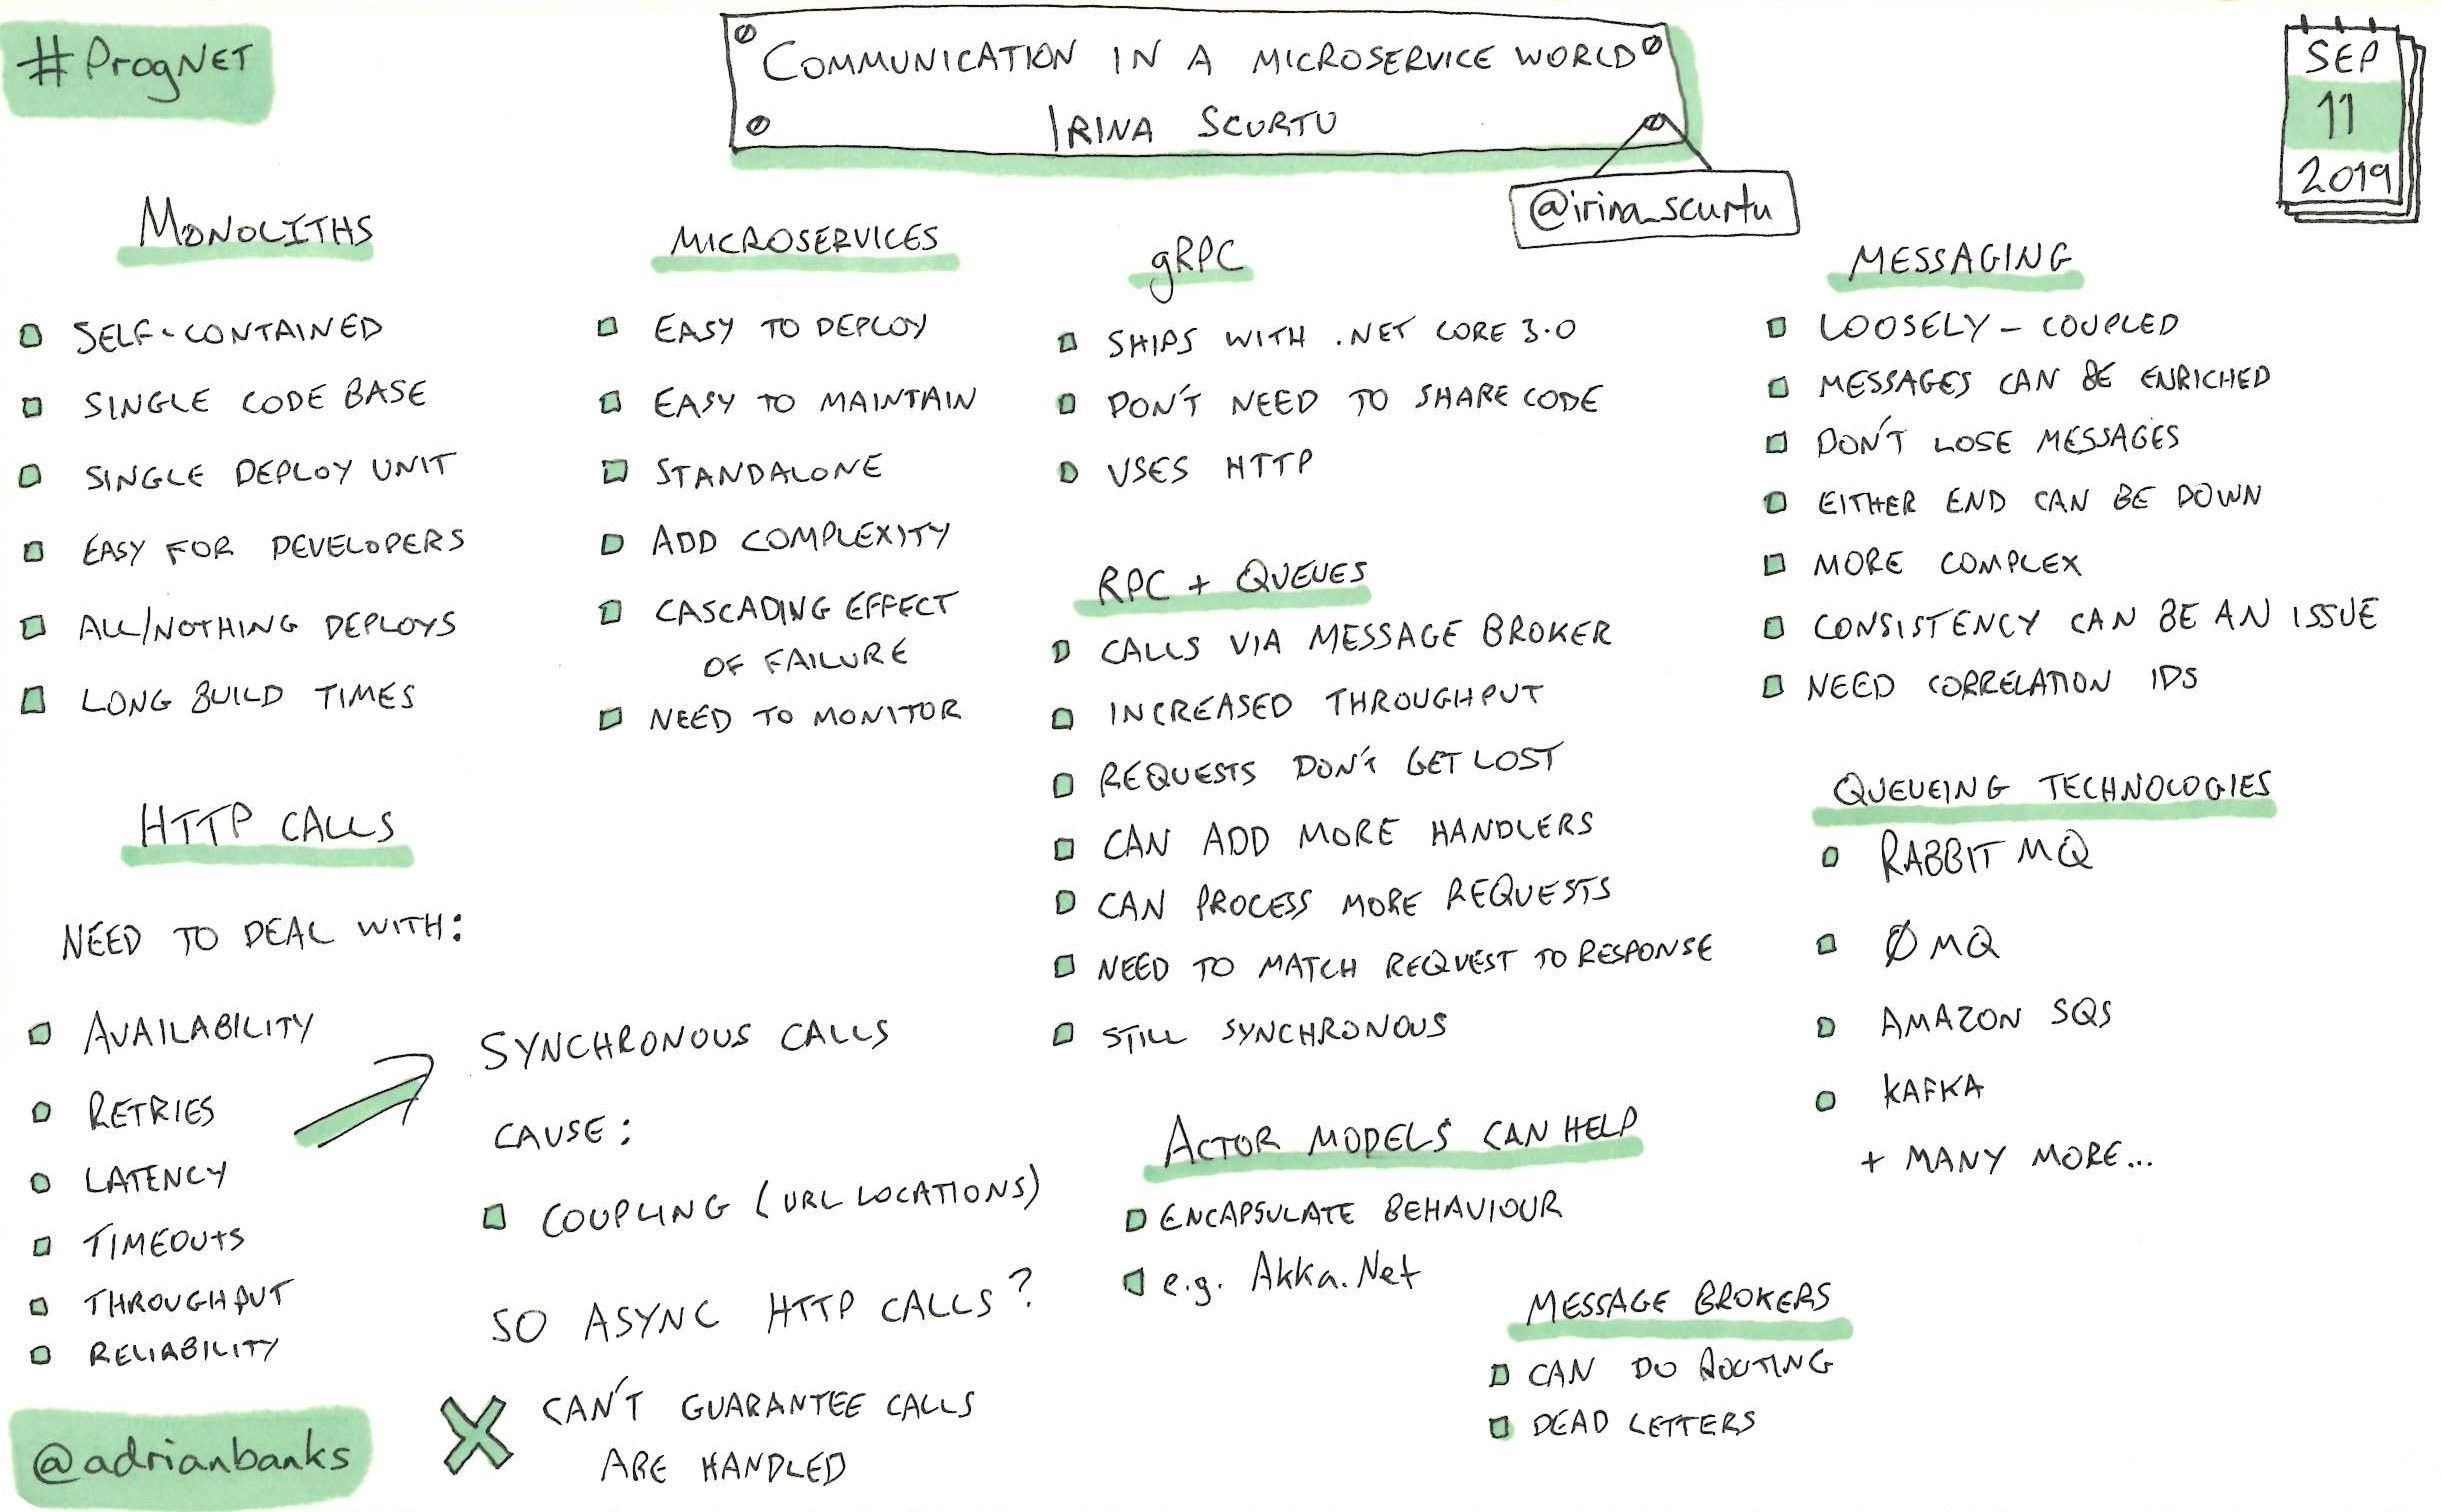 #ProgNET
COMMUNICATION IN A MICROSERVICE WORLD
IRINA SCURTU
@irina_scurtu
SEP
11
2019
MONOLITHS
SELF-CONTAINED
SINGLE CODE BASE
SINGLE DEPLOY UNIT
EASY FOR DEVELOPERS
ALL/NOTHING DEPLOYS
LONG BUILD TIMES
HTTP CALLS
NEED TO DEAL WITH:
AVAILABILITY
RETRIES
LATENCY
TIMEOUTS
THROUGHPUT
RELIABILITY
@adrianbanks
MICROSERVICES
EASY TO DEPLOY
EASY TO MAINTAIN
STANDALONE
ADD COMPLEXITY
CASCADING EFFECT
OF FAILURE
NEED TO MONITOR
SYNCHRONOUS CALLS
CAUSE:
COUPLING (URL LOCATIONS)
SO ASYNC HTTP CALLS?
CAN'T GUARANTEE CALLS
ARE HANDLED
gRPC
SHIPS WITH .NET CORE 3.0
DON'T NEED TO SHARE CODE
USES HTTP
RPC + QUEUES
CALLS VIA MESSAGE BROKER
INCREASED THROUGHPUT
REQUESTS DON'T GET LOST
CAN ADD MORE HANDLERS
CAN PROCESS MORE REQUESTS
NEED TO MATCH REQUEST TO RESPONSE
STILL SYNCHRONOUS
ACTOR MODELS CAN HELP
ENCAPSULATE BEHAVIOUR
e.g. Akka.Net
MESSAGE BROKERS
CAN DO ROUTING
DEAD LETTERS
MESSAGING
LOOSELY-COUPLED
MESSAGES CAN BE ENRICHED
DON'T LOSE MESSAGES
EITHER END CAN BE DOWN
MORE COMPLEX
CONSISTENCY CAN BE AN ISSUE
NEED CORRELATION IDS
QUEUEING TECHNOLOGIES
RABBIT MQ
ØMQ
AMAZON SQS
KAFKA
+ MANY MORE...